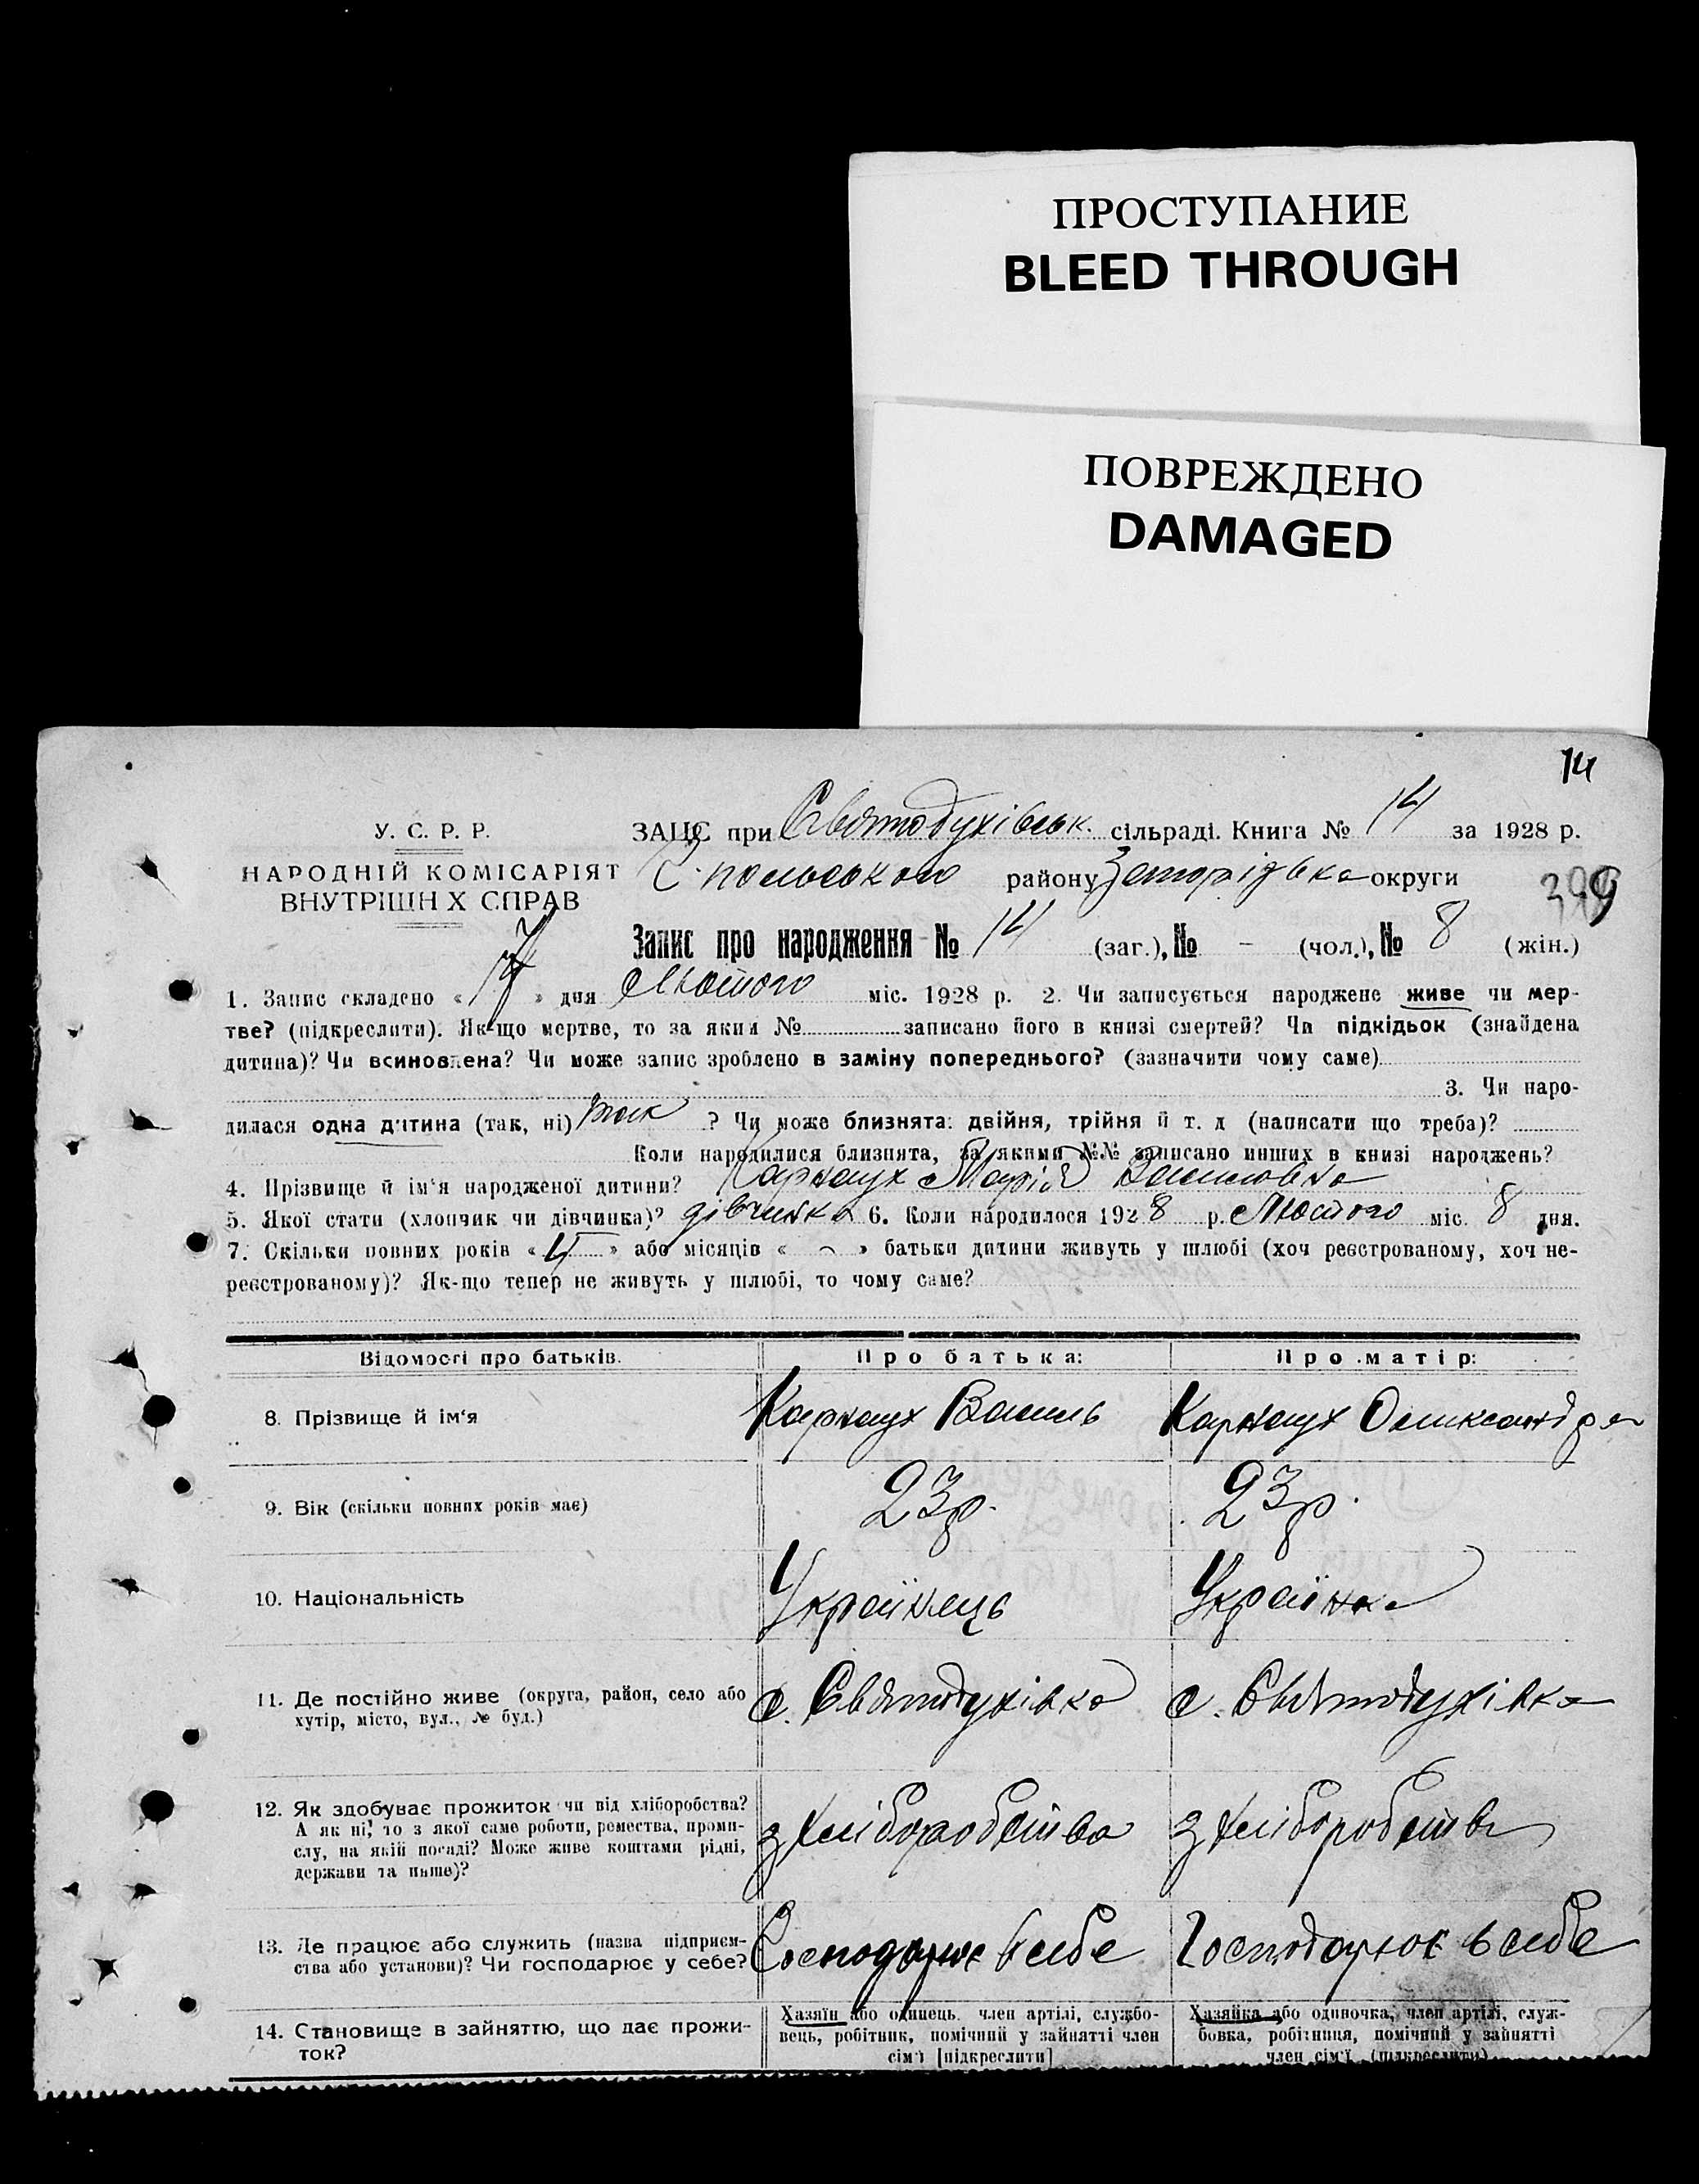 ПРОСТУПАНИЕ
BLEED THROUGH
ПОВРЕЖДЕНО
DAMAGED
14
У. С. Р. Р.
НАРОДНІЙ КОМІСАРІЯТ
ВНУТРІШН Х СПРАВ
ЗАЦС при Святодухівськ. сільраді. Книга № 14 за 1928 р.
району Запорізька округи
399
Запис про народження № 14 (заг.), № - (чол.), № 8 (жін.)
1. Запис складено « 17 » дня Лютого міс. 1928 р. 2. Чи записується народжене живе чи мер-
тве? (підкреслити). Як-що мертве, то за яким № записано його в книзі смертей? Чи підкідьок (знайдена
дитина)? Чи всиновлена? Чи може запис зроблено в заміну попереднього? (зазначити чому саме)
3. Чи наро-
дилася одна дитина (так, ні) так ? Чи може близнята: двійня, трійня й т. д (написати що треба)?
Коли народилися близнята, за якими №№ записано инших в книзі народжень?
4. Прізвище й ім'я народженої дитини? Карнаух Марія Василовна
5. Якої стати (хлопчик чи дівчинка)? дівчинка 6. Коли народилося 1928 р. Лютого міс. 8 дня.
7. Скільки повних років « 4 » або місяців « - » батьки дитини живуть у шлюбі (хоч реєстрованому, хоч не-
реєстрованому)? Як-що тепер не живуть у шлюбі, то чому саме?
Відомості про батьків. Про батька: Про матір:
8. Прізвище й ім'я Карнаух Василь Карнаух Олександра
9. Вік (скільки повних років має) 23 р. 23 р.
10. Національність Українець Українка
11. Де постійно живе (округа, район, село або
хутір, місто, вул., № буд.) с. Святодухівка с. Святодухівка
12. Як здобуває прожиток чи від хліборобства?
А як ні, то з якої саме роботи, ремества, проми-
слу, на якій посаді? Може живе коштами рідні,
держави та инше)? з хліборобства з хліборобства
13. Де працює або служить (назва підприєм-
ства або установи)? Чи господарює у себе? Господарює в себе Господарює в себе
14. Становище в зайняттю, що дає прожи-
ток?
Хазяїн або одинець, член артілі, службо-
вець, робітник, помічний у зайнятті член
сім'ї [підкреслити]
Хазяйка або одиночка, член артілі, служ-
бовка, робітниця, помічний у зайнятті
член сім'ї (підкреслити)